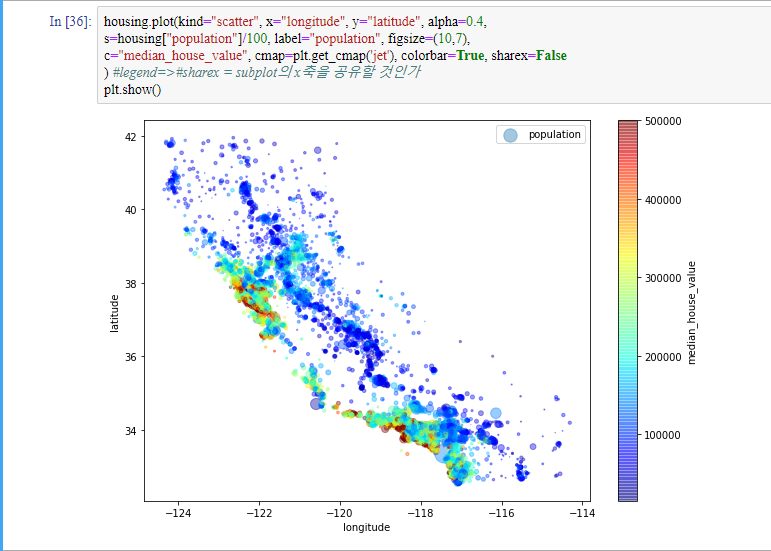 In [36]: housing.plot(kind="scatter", x="longitude", y="latitude", alpha=0.4,
s=housing["population"]/100, label="population", figsize=(10,7),
c="median_house_value", cmap=plt.get_cmap('jet'), colorbar=True, sharex=False
) #legend=>#sharex = subplot의 x축을 공유할 것인가
plt.show()
population
42
40
38
36
34
latitude
−124
−122
−120
−118
−116
−114
longitude
500000
400000
300000
200000
100000
median_house_value